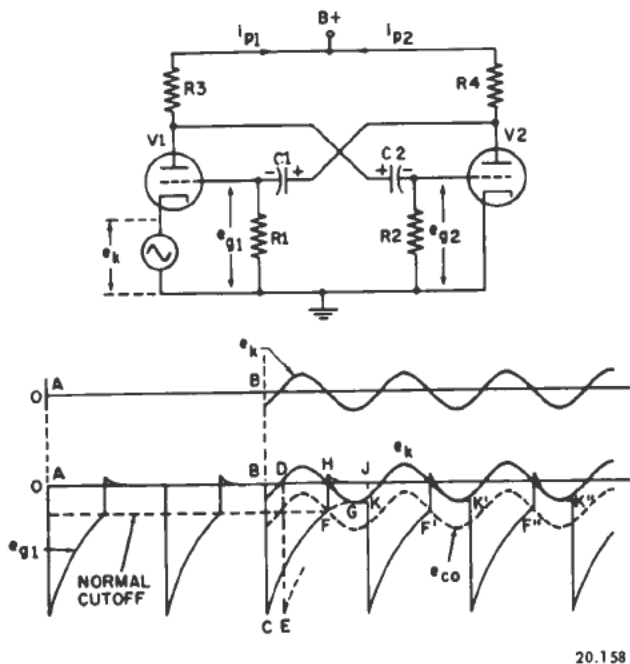 B+
ip1 ip2
R3 R4
V1 V2
C1 C2
- + + -
ek eg1 R1 R2 eg2
ek
A B
O
ek
A B D H J
O
F G K F' K' F'' K''
eg1
NORMAL
CUTOFF
eco
C E
20.158